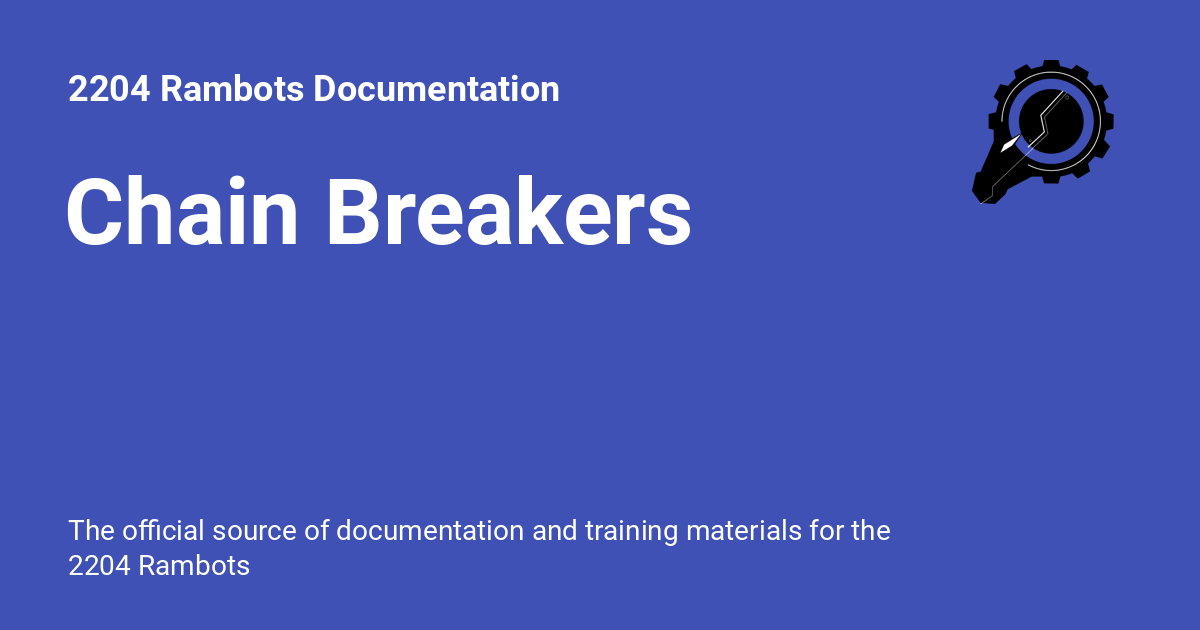 2204 Rambots Documentation
Chain Breakers
The official source of documentation and training materials for the
2204 Rambots